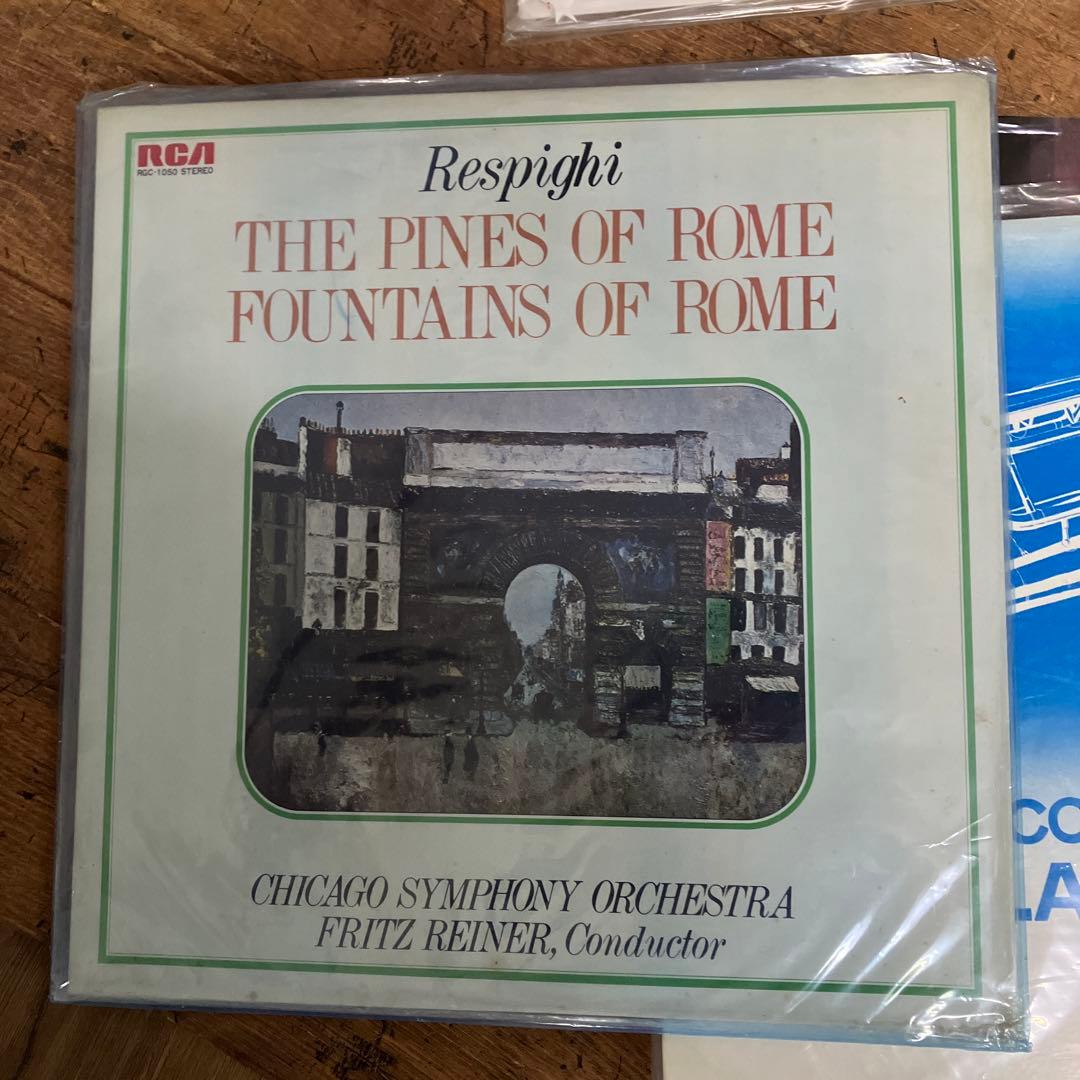 RCA
RGC-1050 STEREO
Respighi
THE PINES OF ROME
FOUNTAINS OF ROME
CHICAGO SYMPHONY ORCHESTRA
FRITZ REINER, Conductor
CO
LA